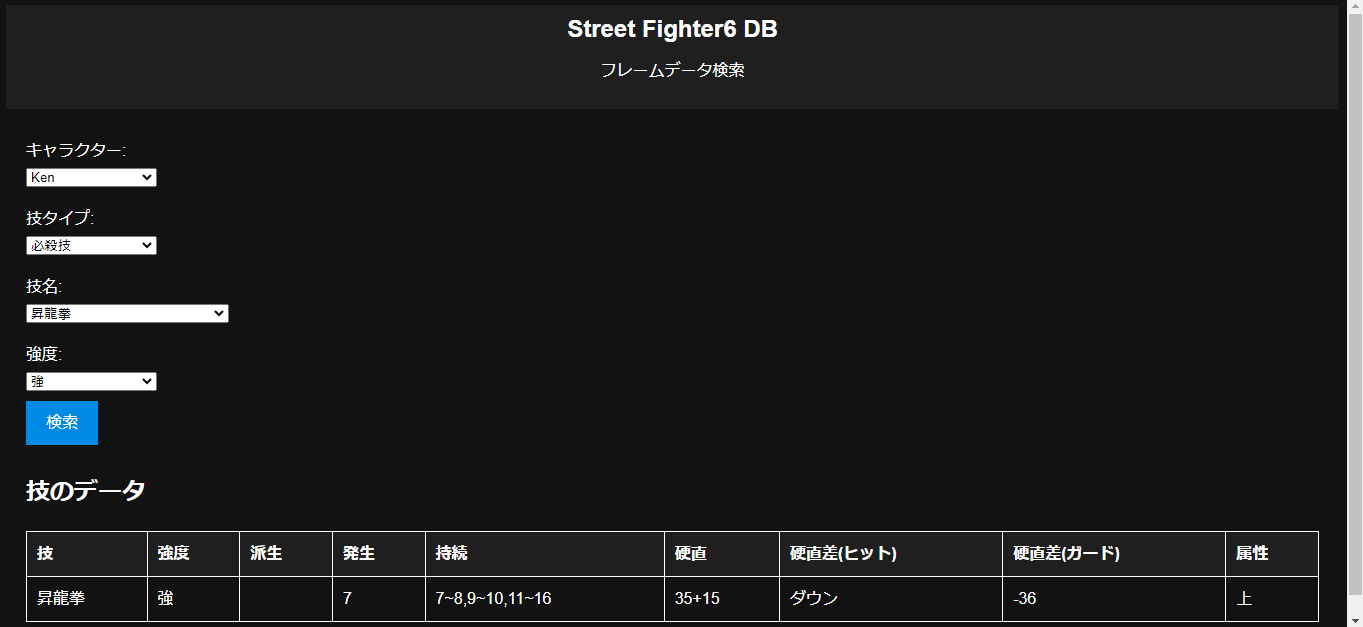 Street Fighter6 DB
フレームデータ検索
キャラクター:
Ken
技タイプ:
必殺技
技名:
昇龍拳
強度:
強
検索
技のデータ
技 強度 派生 発生 持続 硬直 硬直差(ヒット) 硬直差(ガード) 属性
昇龍拳 強 7 7~8,9~10,11~16 35+15 ダウン -36 上